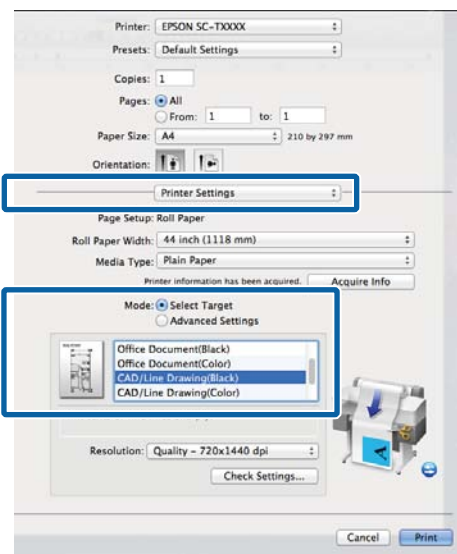 Printer: EPSON SC-TXXXX
Presets: Default Settings
Copies: 1
Pages: All
From: 1 to: 1
Paper Size: A4 210 by 297 mm
Orientation:
Printer Settings
Page Setup: Roll Paper
Roll Paper Width: 44 inch (1118 mm)
Media Type: Plain Paper
Printer information has been acquired. Acquire Info
Mode: Select Target
Advanced Settings
Office Document(Black)
Office Document(Color)
CAD/Line Drawing(Black)
CAD/Line Drawing(Color)
Resolution: Quality - 720x1440 dpi
Check Settings...
Cancel Print